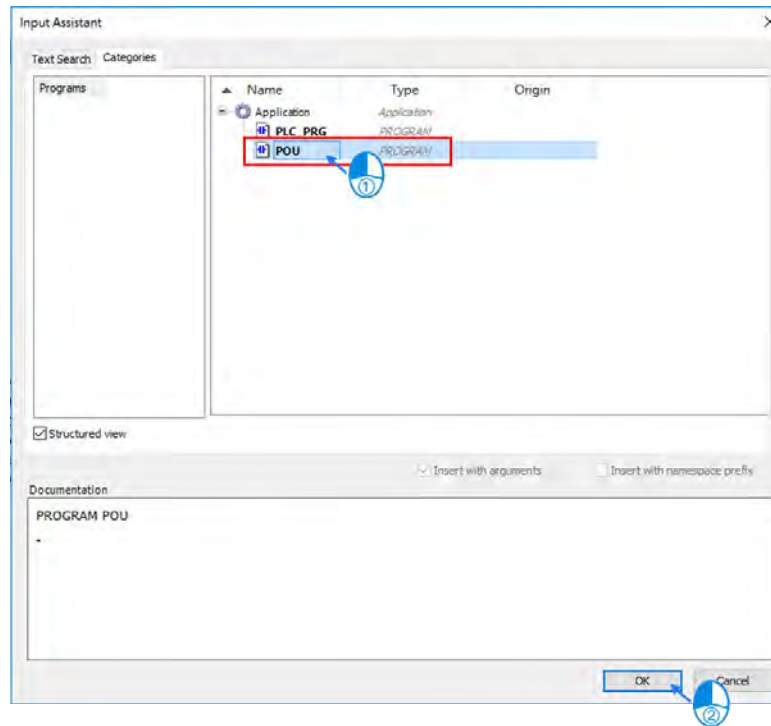 Input Assistant
Text Search Categories
Programs
Name Type Origin
Application Application
PLC_PRG PROGRAM
POU PROGRAM
①
Structured view
Insert with arguments Insert with namespace prefix
Documentation
PROGRAM POU
-
OK Cancel
②